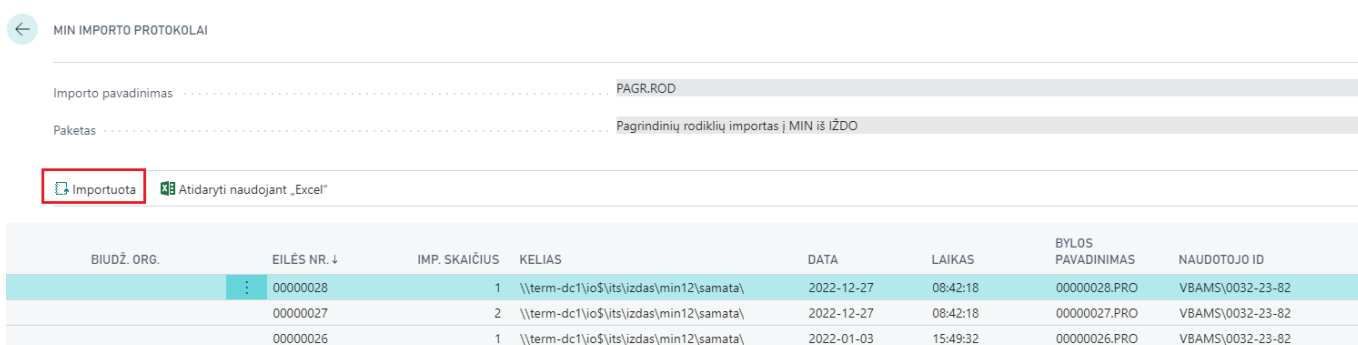 MIN IMPORTO PROTOKOLAI
Importo pavadinimas PAGR.ROD
Paketas Pagrindinių rodiklių importas į MIN iš IŽDO
Importuota Atidaryti naudojant „Excel“
BIUDŽ. ORG. EILĖS NR. ↓ IMP. SKAIČIUS KELIAS DATA LAIKAS BYLOS PAVADINIMAS NAUDOTOJO ID
00000028 1 \\term-dc1\io$\its\izdas\min12\samata\ 2022-12-27 08:42:18 00000028.PRO VBAMS\0032-23-82
00000027 2 \\term-dc1\io$\its\izdas\min12\samata\ 2022-12-27 08:42:18 00000027.PRO VBAMS\0032-23-82
00000026 1 \\term-dc1\io$\its\izdas\min12\samata\ 2022-01-03 15:49:32 00000026.PRO VBAMS\0032-23-82